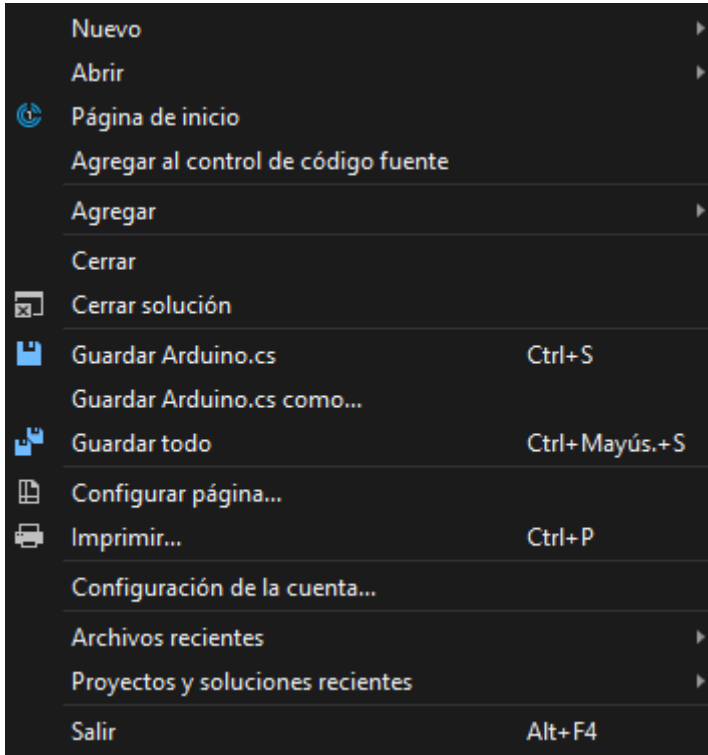 Nuevo
Abrir
Página de inicio
Agregar al control de código fuente
Agregar
Cerrar
Cerrar solución
Guardar Arduino.cs Ctrl+S
Guardar Arduino.cs como...
Guardar todo Ctrl+Mayús.+S
Configurar página...
Imprimir... Ctrl+P
Configuración de la cuenta...
Archivos recientes
Proyectos y soluciones recientes
Salir Alt+F4